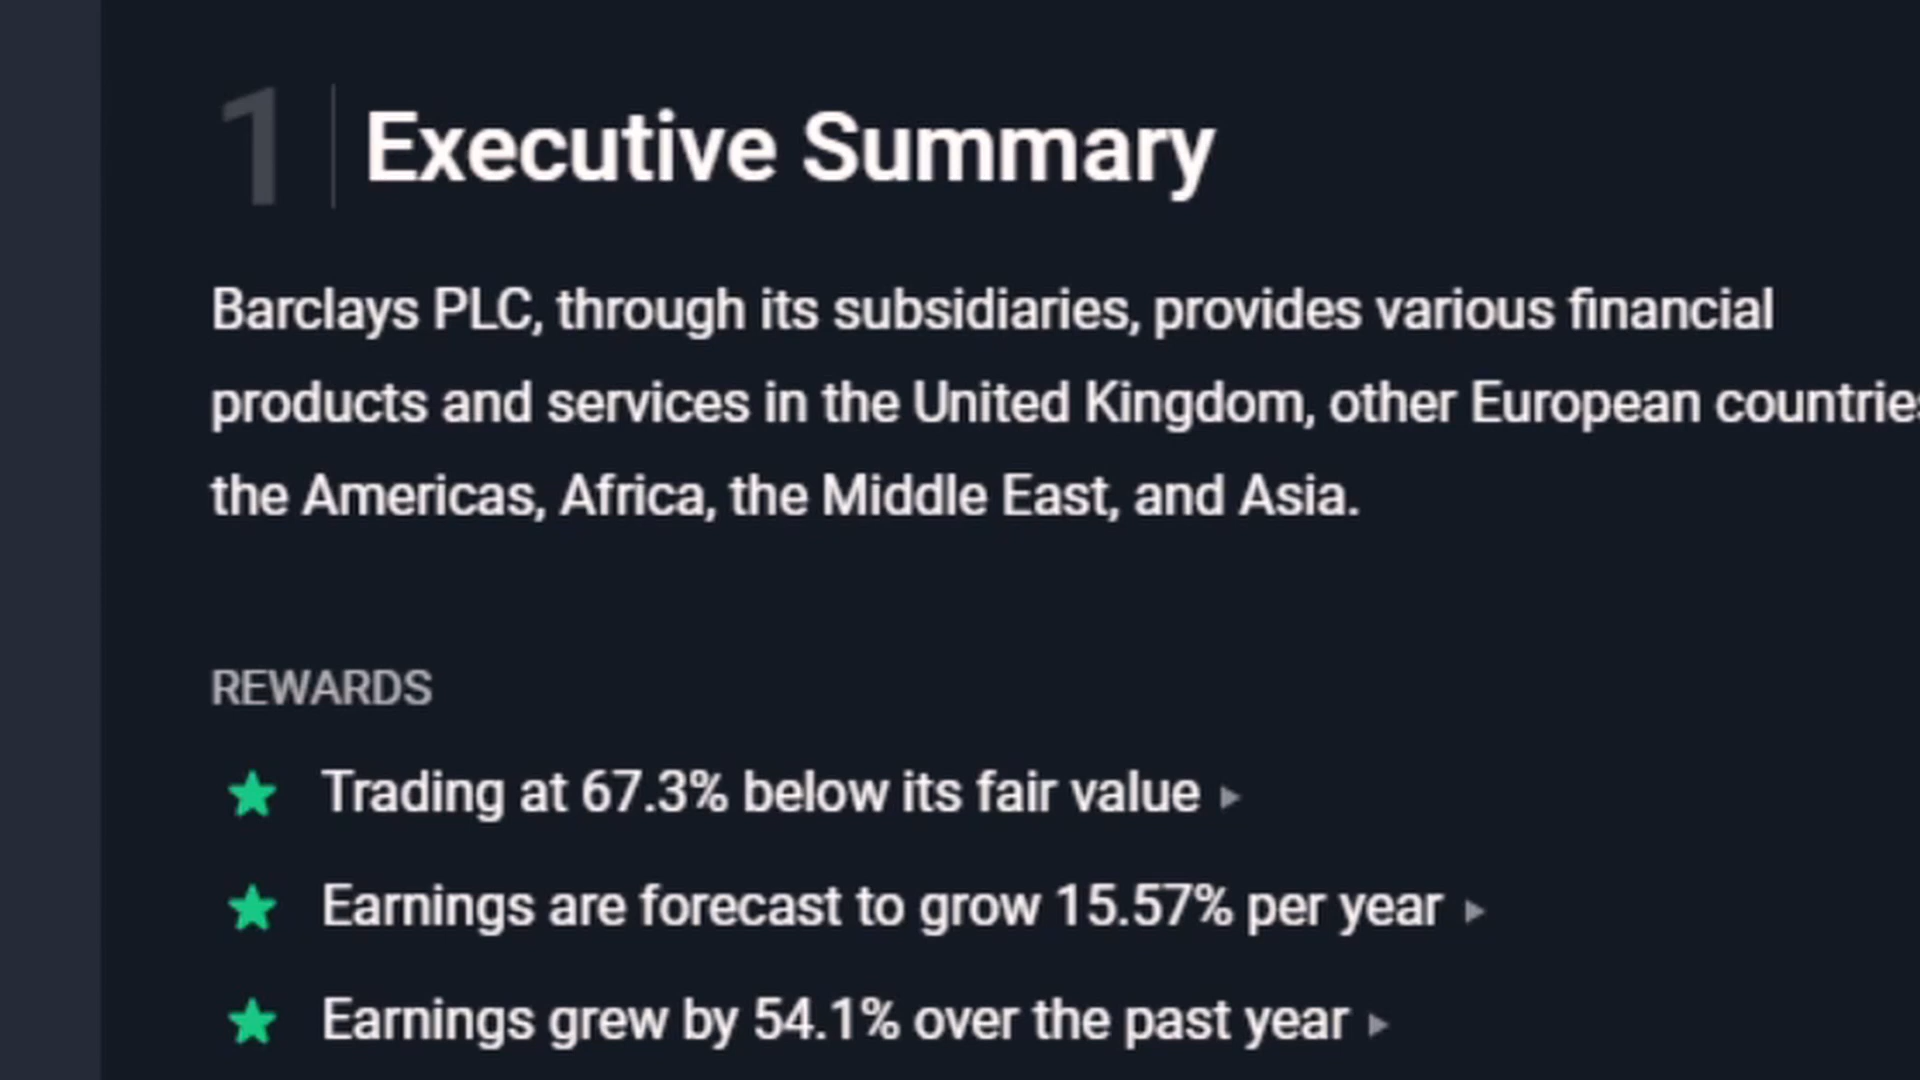 1 Executive Summary
Barclays PLC, through its subsidiaries, provides various financial
products and services in the United Kingdom, other European countries
the Americas, Africa, the Middle East, and Asia.
REWARDS
Trading at 67.3% below its fair value
Earnings are forecast to grow 15.57% per year
Earnings grew by 54.1% over the past year